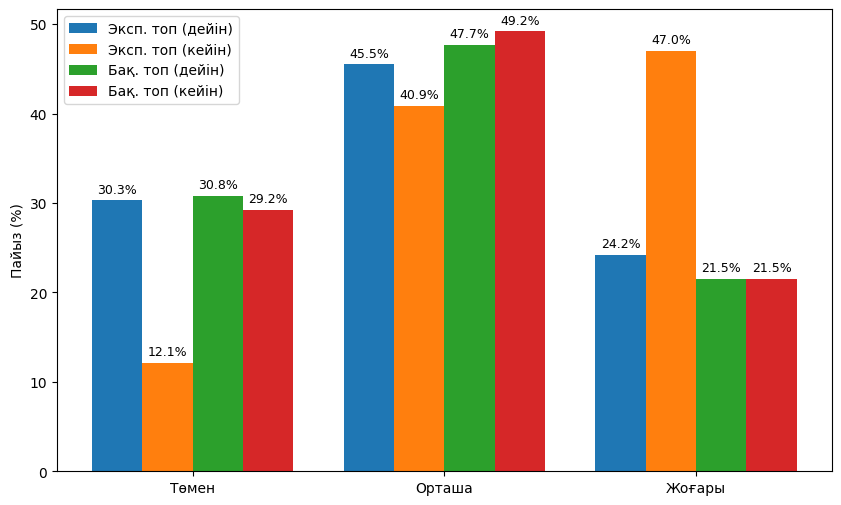 Эксп. топ (дейін)
Эксп. топ (кейін)
Бақ. топ (дейін)
Бақ. топ (кейін)
Пайыз (%)
50
40
30
20
10
0
30.3%
12.1%
30.8%
29.2%
45.5%
40.9%
47.7%
49.2%
24.2%
47.0%
21.5%
21.5%
Төмен
Орташа
Жоғары